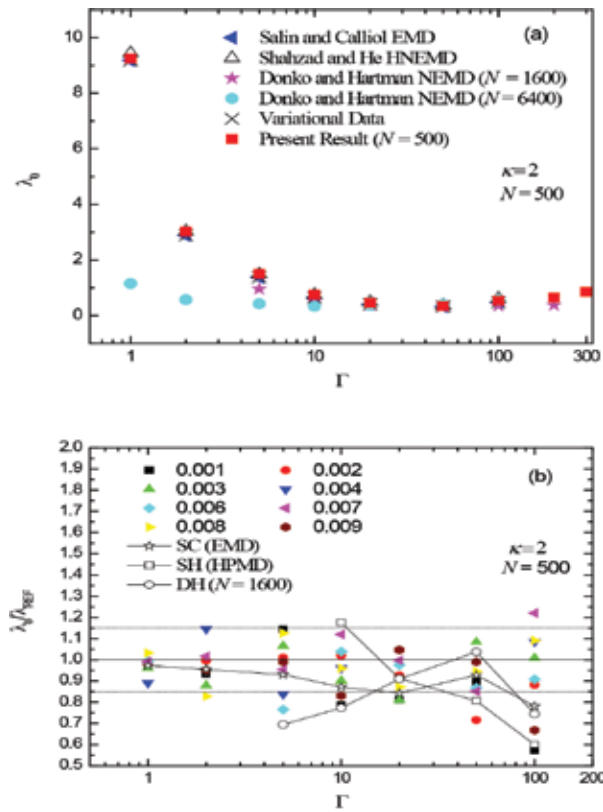 (a)
Salin and Calliol EMD
Shahzad and He HNEMD
Donko and Hartman NEMD (N = 1600)
Donko and Hartman NEMD (N = 6400)
Variational Data
Present Result (N = 500)
κ=2
N = 500
10
8
6
4
2
0
λ₀
1
10
100
300
Γ
(b)
0.001
0.002
0.003
0.004
0.006
0.007
0.008
0.009
SC (EMD)
SH (HPMD)
DH (N = 1600)
κ=2
N = 500
2.0
1.9
1.8
1.7
1.6
1.5
1.4
1.3
1.2
1.1
1.0
0.9
0.8
0.7
0.6
0.5
λ₀/λREF
1
10
100
200
Γ